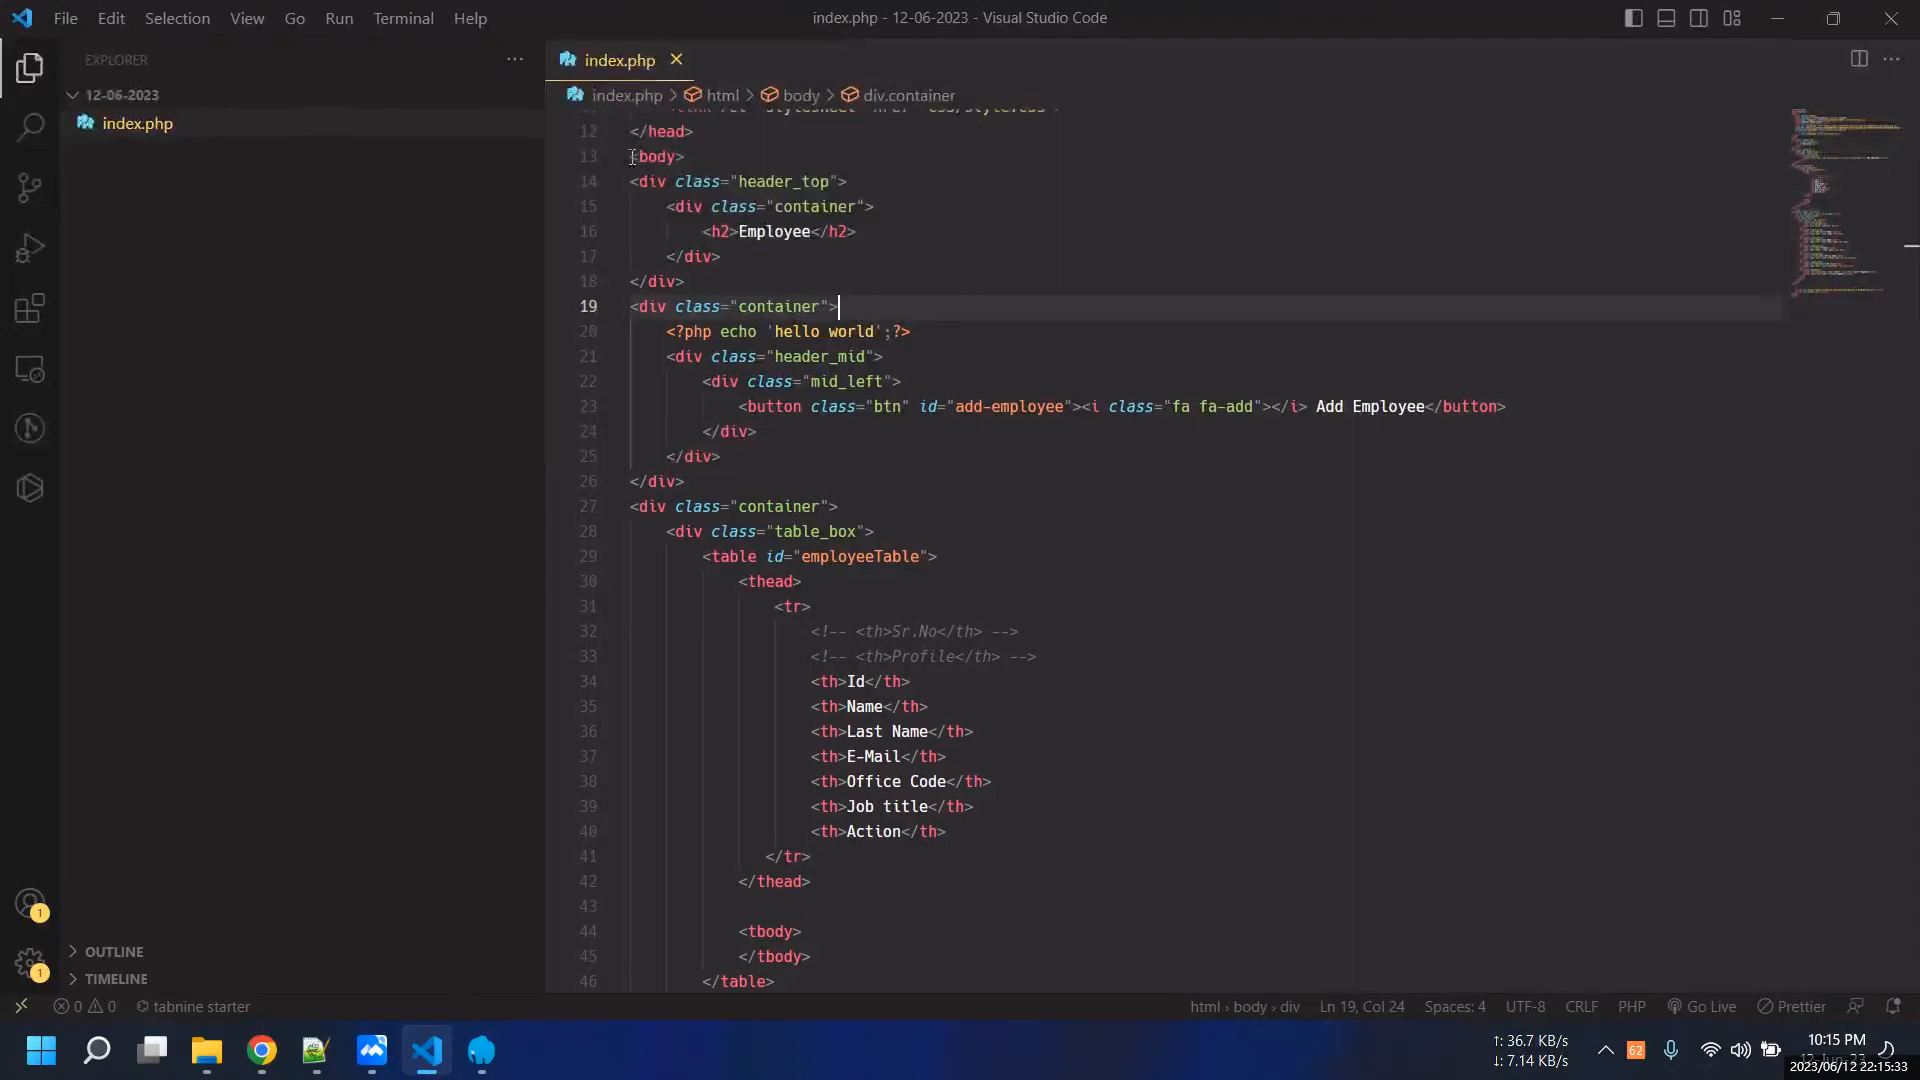 File Edit Selection View Go Run Terminal Help
index.php - 12-06-2023 - Visual Studio Code
EXPLORER
12-06-2023
index.php
OUTLINE
TIMELINE
index.php
index.php > html > body > div.container
12 </head>
13 <body>
14 <div class="header_top">
15 <div class="container">
16 <h2>Employee</h2>
17 </div>
18 </div>
19 <div class="container">
20 <?php echo 'hello world';?>
21 <div class="header_mid">
22 <div class="mid_left">
23 <button class="btn" id="add-employee"><i class="fa fa-add"></i> Add Employee</button>
24 </div>
25 </div>
26 </div>
27 <div class="container">
28 <div class="table_box">
29 <table id="employeeTable">
30 <thead>
31 <tr>
32 <!-- <th>Sr.No</th> -->
33 <!-- <th>Profile</th> -->
34 <th>Id</th>
35 <th>Name</th>
36 <th>Last Name</th>
37 <th>E-Mail</th>
38 <th>Office Code</th>
39 <th>Job title</th>
40 <th>Action</th>
41 </tr>
42 </thead>
43
44 <tbody>
45 </tbody>
46 </table>
1
1
0 0 tabnine starter
html > body > div Ln 19, Col 24 Spaces: 4 UTF-8 CRLF PHP Go Live Prettier
↑: 36.7 KB/s
↓: 7.14 KB/s
62
10:15 PM
12-Jun-23
2023/06/12 22:15:33